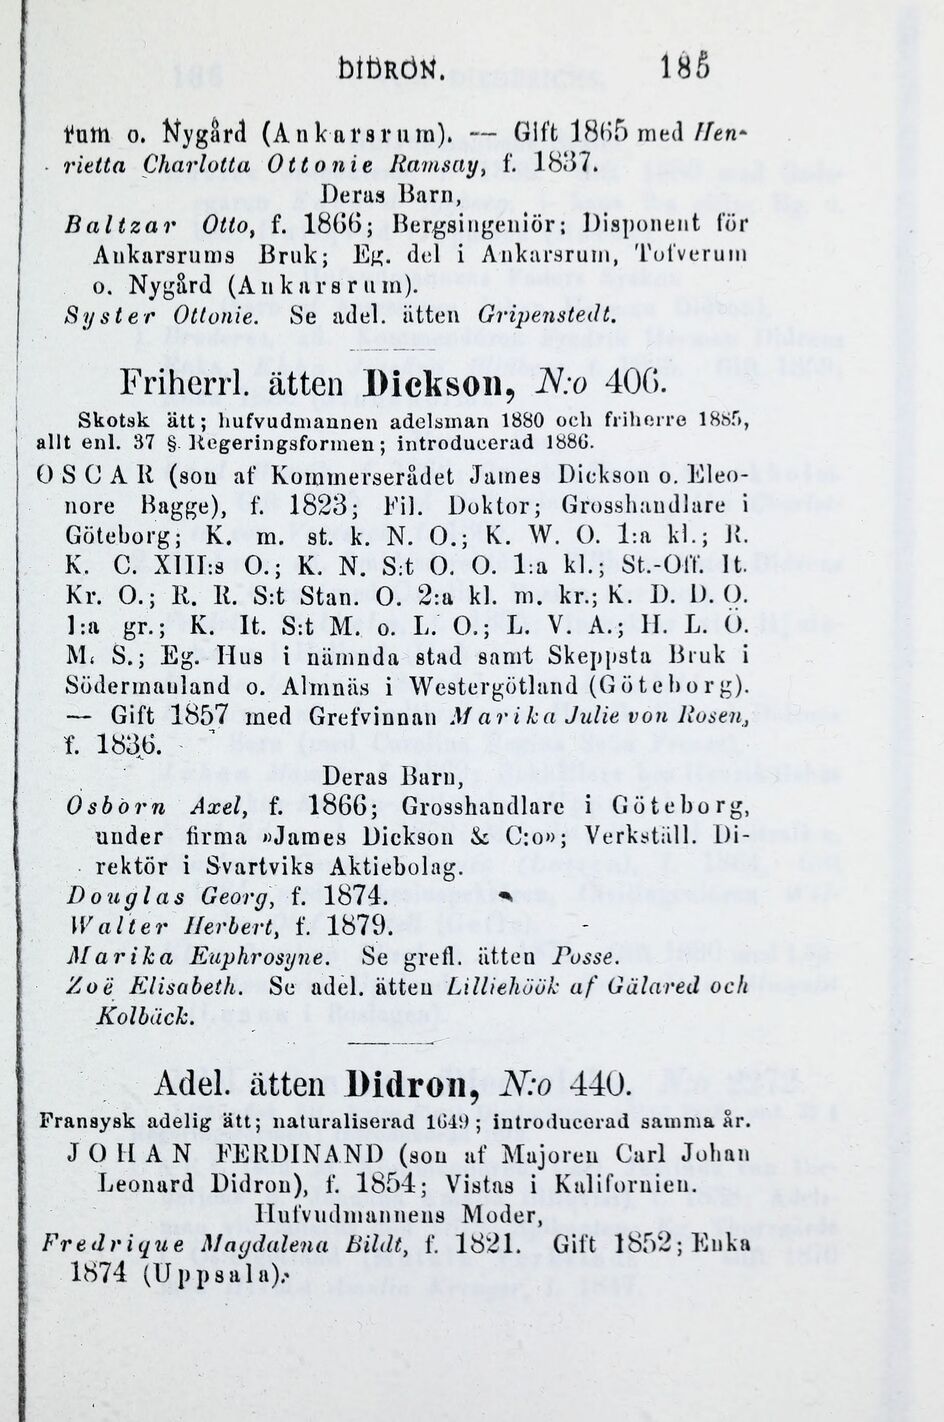 DIDRON. 185
rum o. Nygård (Ankarsrum). — Gift 1865 med Hen-
rietta Charlotta Ottonie Ramsay, f. 1837.
Deras Barn,
Baltzar Otto, f. 1866; Bergsingeniör; Disponent för
Ankarsrums Bruk; Eg. del i Ankarsrum, Tofverum
o. Nygård (Ankarsrum).
Syster Ottonie. Se adel. ätten Gripenstedt.
Friherrl. ätten Dickson, N:o 406.
Skotsk ätt; hufvudmannen adelsman 1880 och friherre 1885,
allt enl. 37 § Regeringsformen; introducerad 1886.
OSCAR (son af Kommerserådet James Dickson o. Eleo-
nore Bagge), f. 1823; Fil. Doktor; Grosshandlare i
Göteborg; K. m. st. k. N. O.; K. W. O. 1:a kl.; R.
K. C. XIII:s O.; K. N. S:t O. O. 1:a kl.; St.-Off. It.
Kr. O.; R. R. S:t Stan. O. 2:a kl. m. kr.; K. D. D. O.
1:a gr.; K. It. S:t M. o. L. O.; L. V. A.; H. L. Ö.
M. S.; Eg. Hus i nämnda stad samt Skeppsta Bruk i
Södermanland o. Almnäs i Westergötland (Göteborg).
— Gift 1857 med Grefvinnan Marika Julie von Rosen,
f. 1836.
Deras Barn,
Osborn Axel, f. 1866; Grosshandlare i Göteborg,
under firma »James Dickson & C:o»; Verkställ. Di-
rektör i Svartviks Aktiebolag.
Douglas Georg, f. 1874.
Walter Herbert, f. 1879.
Marika Euphrosyne. Se grefl. ätten Posse.
Zoë Elisabeth. Se adel. ätten Lilliehöök af Gälared och
Kolbäck.
Adel. ätten Didron, N:o 440.
Fransysk adelig ätt; naturaliserad 1649; introducerad samma år.
JOHAN FERDINAND (son af Majoren Carl Johan
Leonard Didron), f. 1854; Vistas i Kalifornien.
Hufvudmannens Moder,
Fredrique Magdalena Bildt, f. 1821. Gift 1852; Enka
1874 (Uppsala).